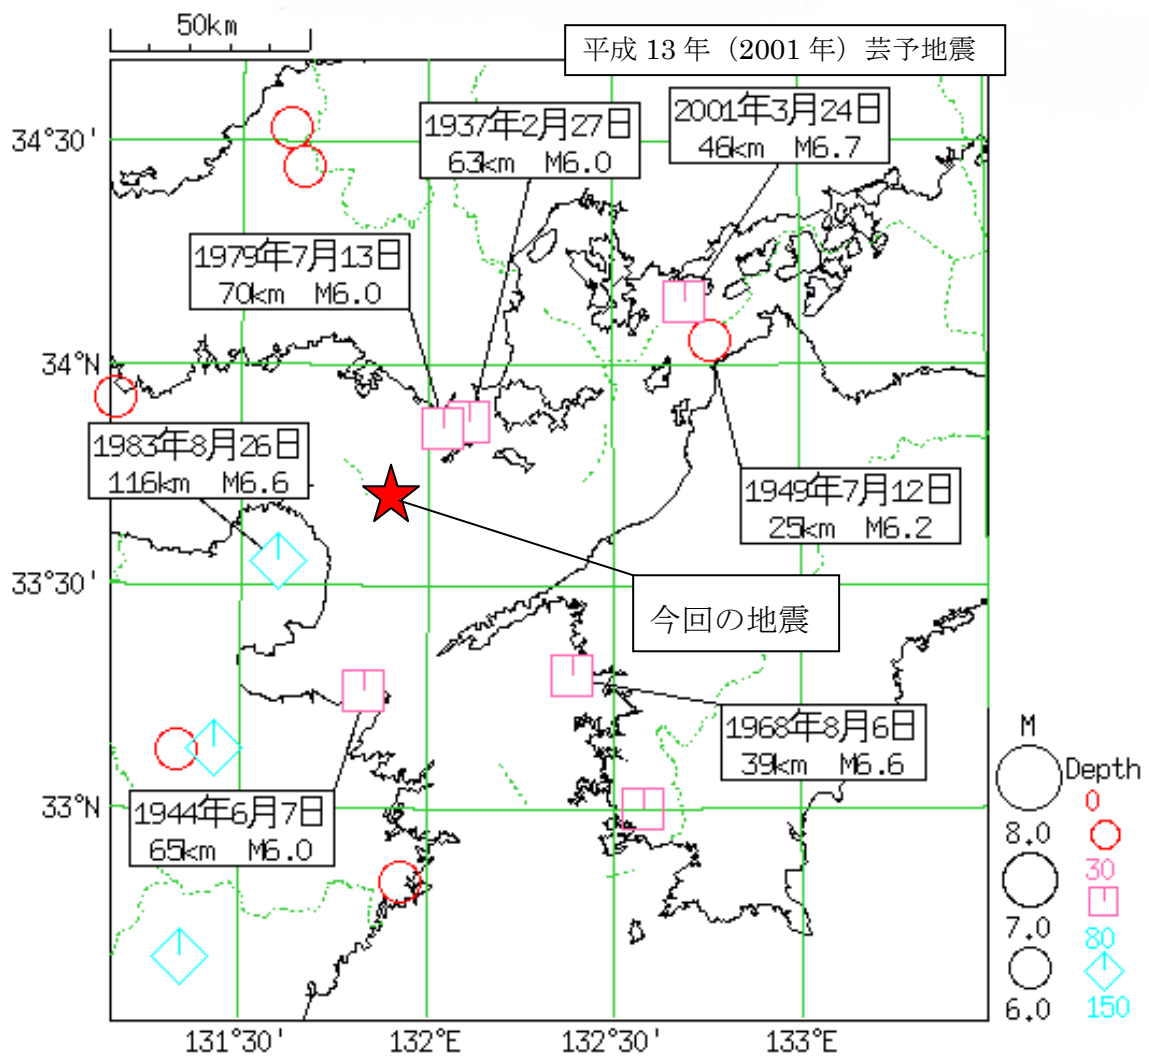 50km
平成 13 年（2001 年）芸予地震
1937年2月27日
63km M6.0
2001年3月24日
46km M6.7
34°30'
1979年7月13日
70km M6.0
34°N
1983年8月26日
116km M6.6
1949年7月12日
25km M6.2
33°30'
今回の地震
1968年8月6日
39km M6.6
33°N
1944年6月7日
65km M6.0
M
8.0
7.0
6.0
Depth
0
30
80
150
131°30'
132°E
132°30'
133°E